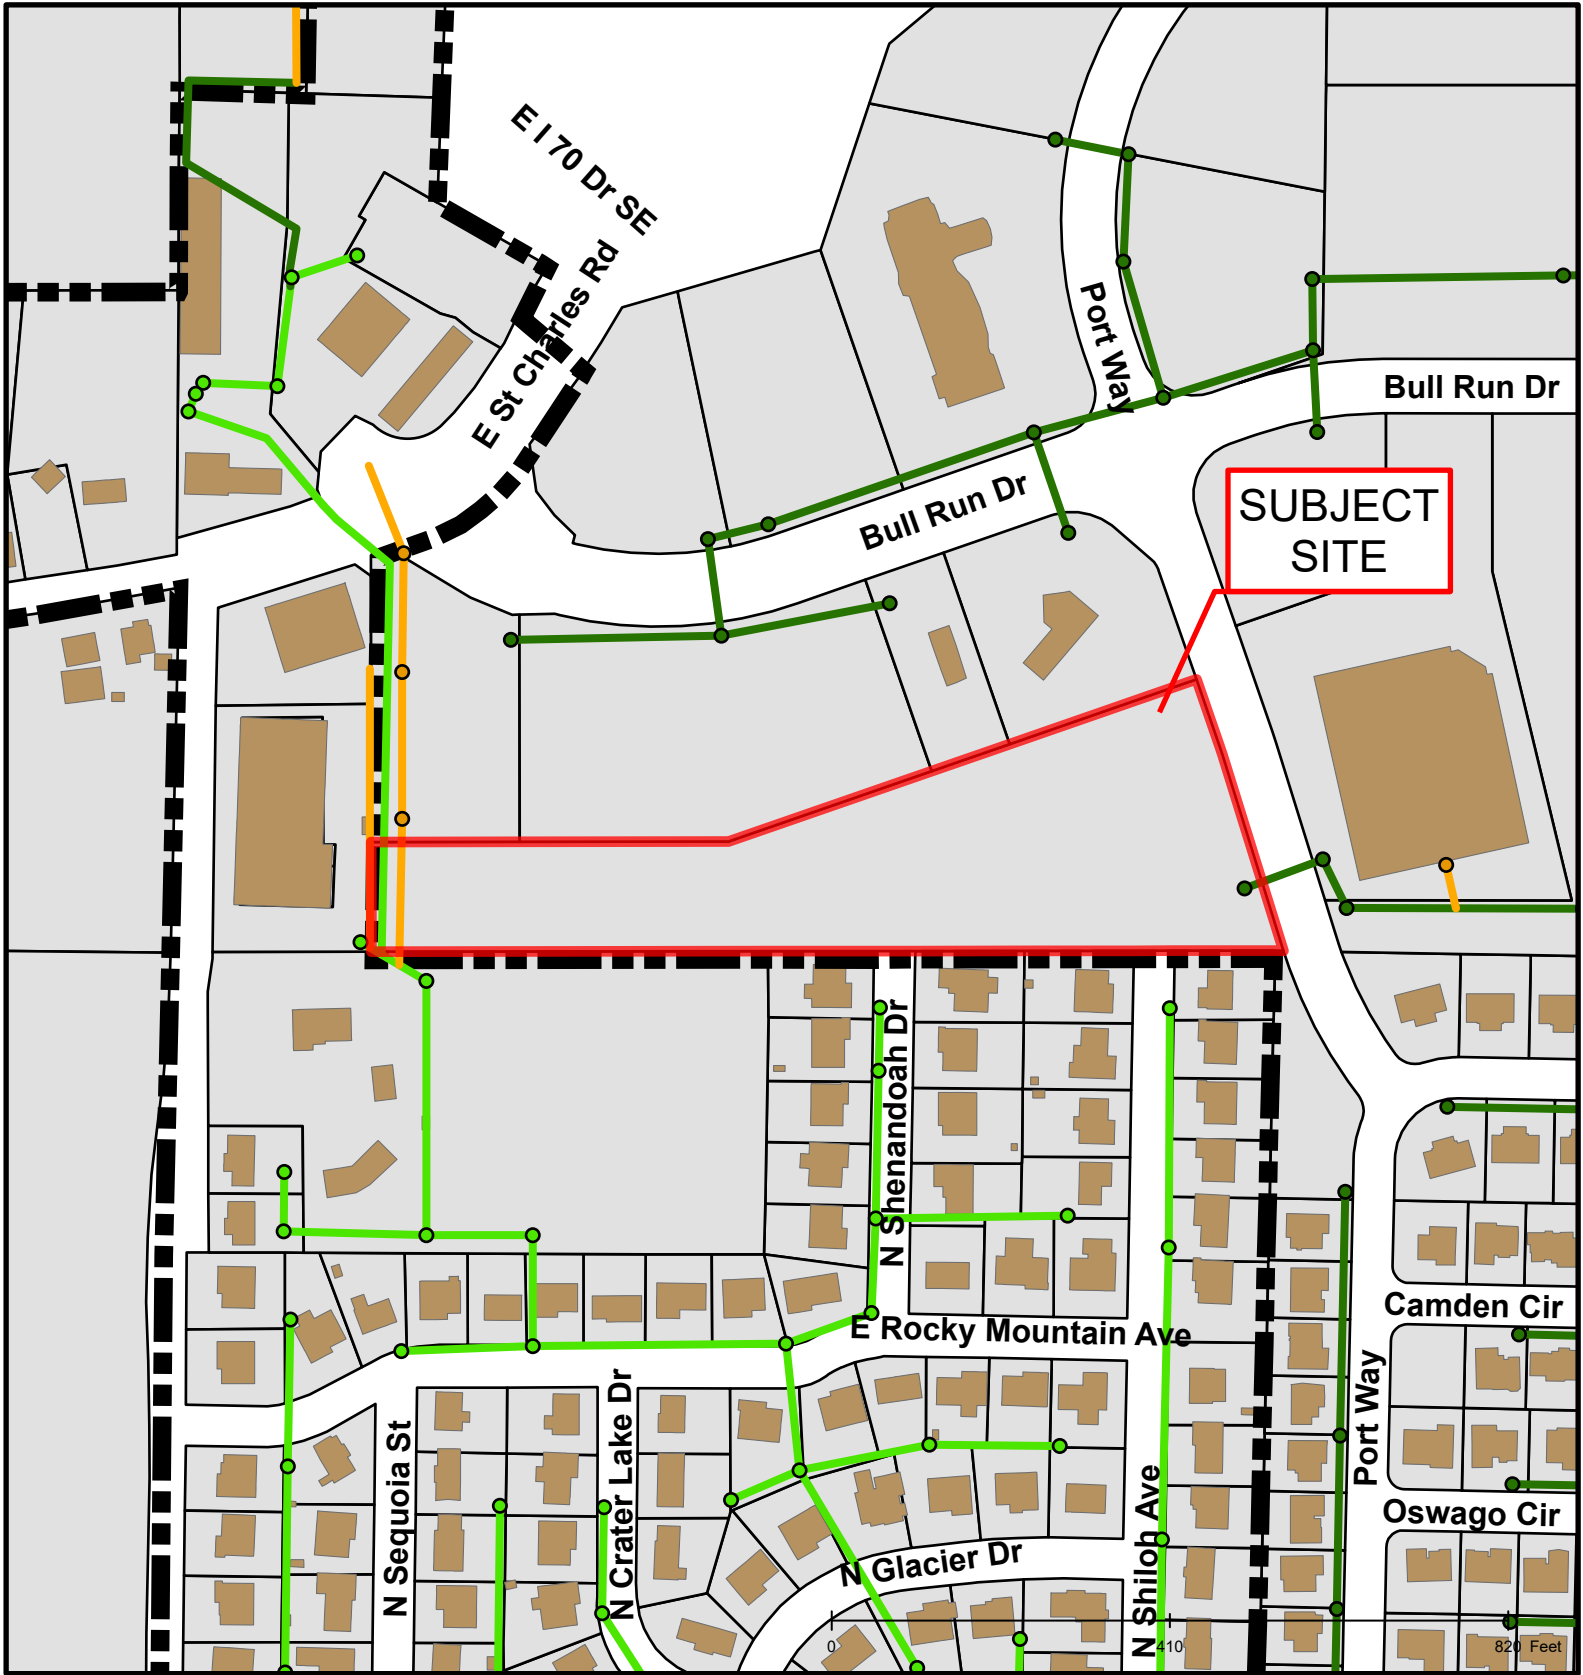 E I 70 Dr SE
E St Charles Rd
Port Way
Bull Run Dr
Bull Run Dr
SUBJECT
SITE
N Shenandoah Dr
E Rocky Mountain Ave
Camden Cir
Port Way
N Crater Lake Dr
N Sequoia St
N Shiloh Ave
Oswago Cir
N Glacier Dr
0 410 820 Feet